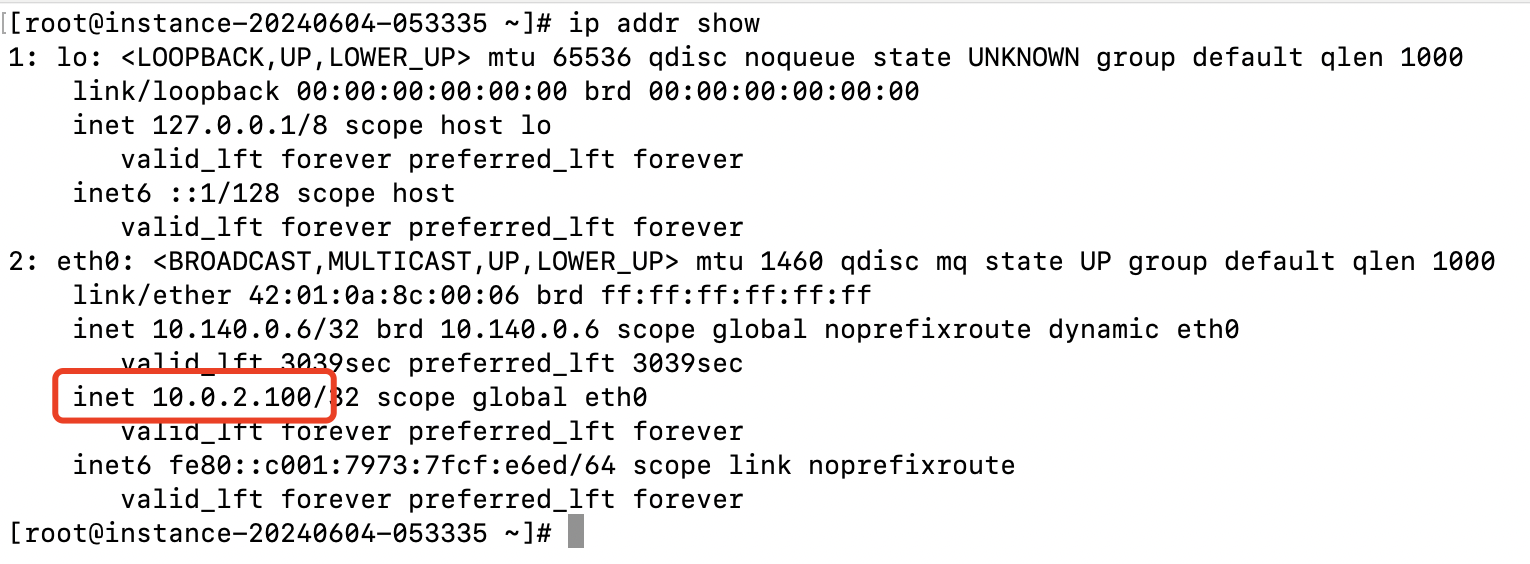 [[root@instance-20240604-053335 ~]# ip addr show
1: lo: <LOOPBACK,UP,LOWER_UP> mtu 65536 qdisc noqueue state UNKNOWN group default qlen 1000
    link/loopback 00:00:00:00:00:00 brd 00:00:00:00:00:00
    inet 127.0.0.1/8 scope host lo
       valid_lft forever preferred_lft forever
    inet6 ::1/128 scope host
       valid_lft forever preferred_lft forever
2: eth0: <BROADCAST,MULTICAST,UP,LOWER_UP> mtu 1460 qdisc mq state UP group default qlen 1000
    link/ether 42:01:0a:8c:00:06 brd ff:ff:ff:ff:ff:ff
    inet 10.140.0.6/32 brd 10.140.0.6 scope global noprefixroute dynamic eth0
       valid_lft 3039sec preferred_lft 3039sec
    inet 10.0.2.100/32 scope global eth0
       valid_lft forever preferred_lft forever
    inet6 fe80::c001:7973:7fcf:e6ed/64 scope link noprefixroute
       valid_lft forever preferred_lft forever
[root@instance-20240604-053335 ~]#